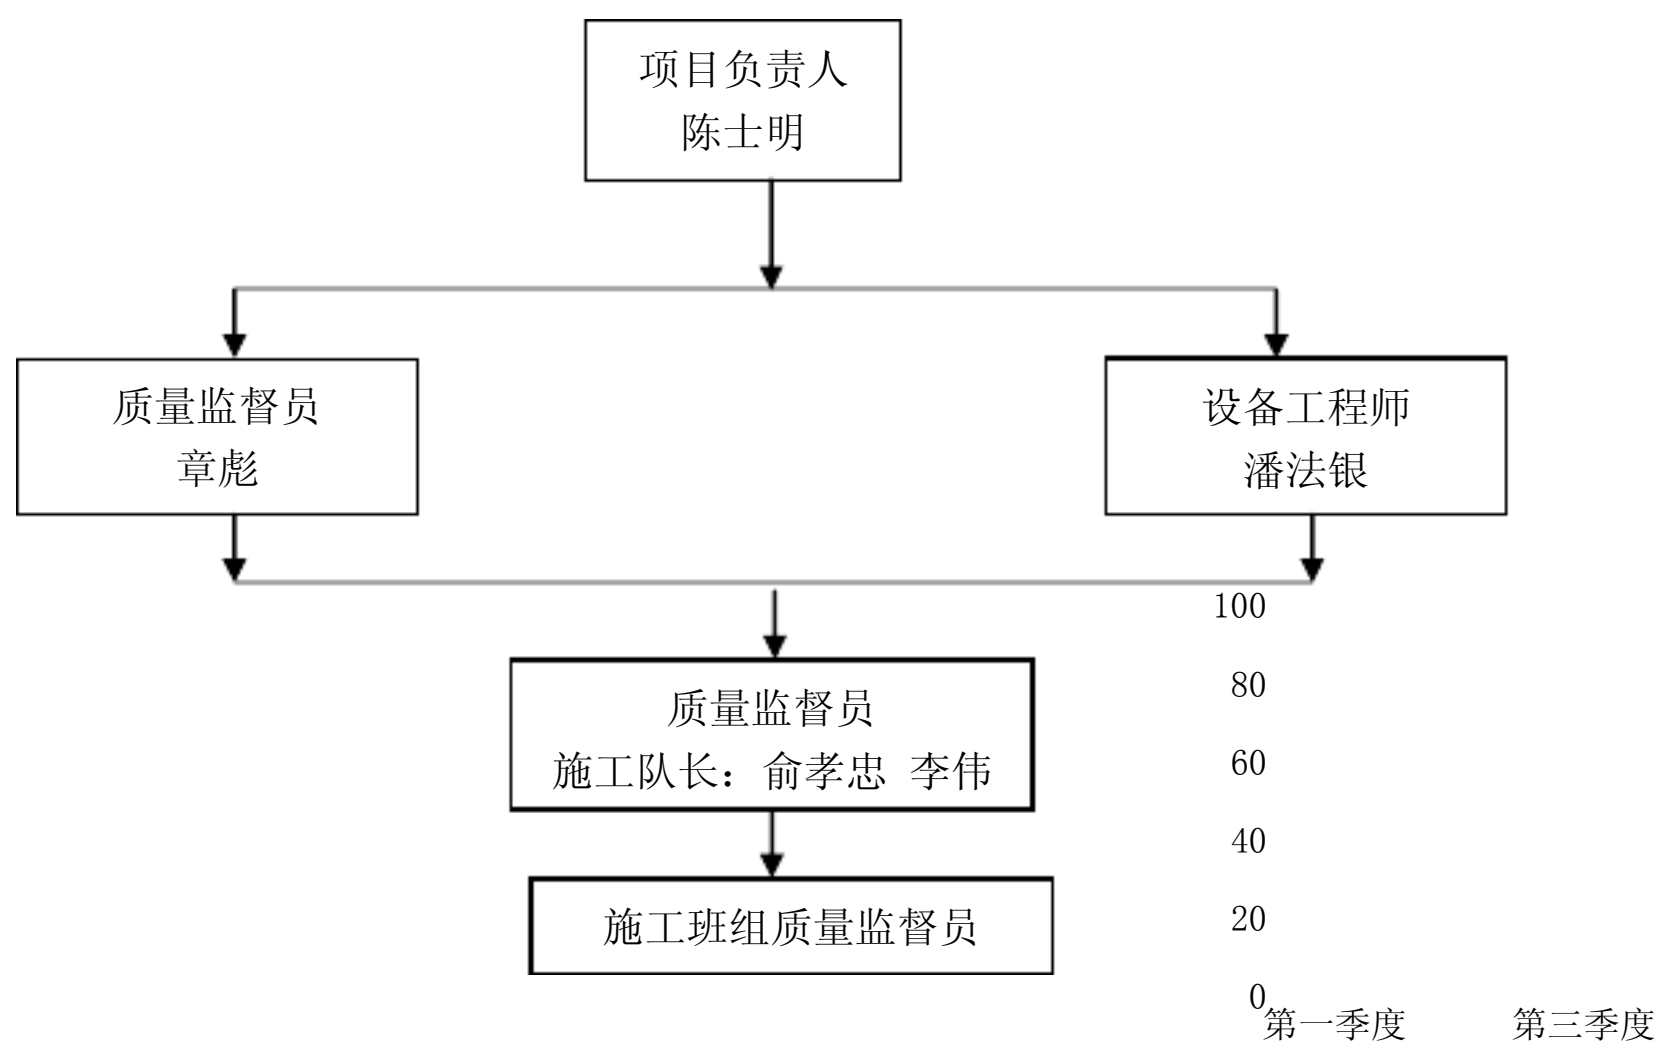 项目负责人
陈士明
质量监督员
章彪
设备工程师
潘法银
质量监督员
施工队长：俞孝忠 李伟
施工班组质量监督员
100
80
60
40
20
0
第一季度 第三季度